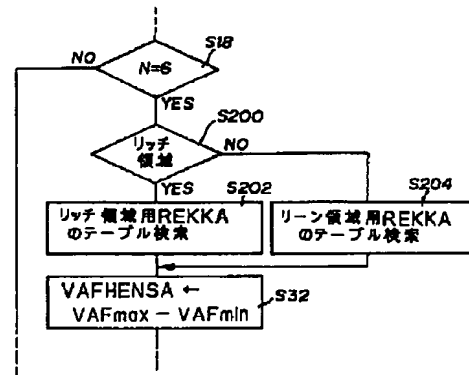 S18
NO
N=6
YES
S200
リッチ
領域
NO
YES
S202
S204
リッチ領域用REKKA
のテーブル検索
リーン領域用REKKA
のテーブル検索
VAFHENSA ←
VAFmax − VAFmin
S32